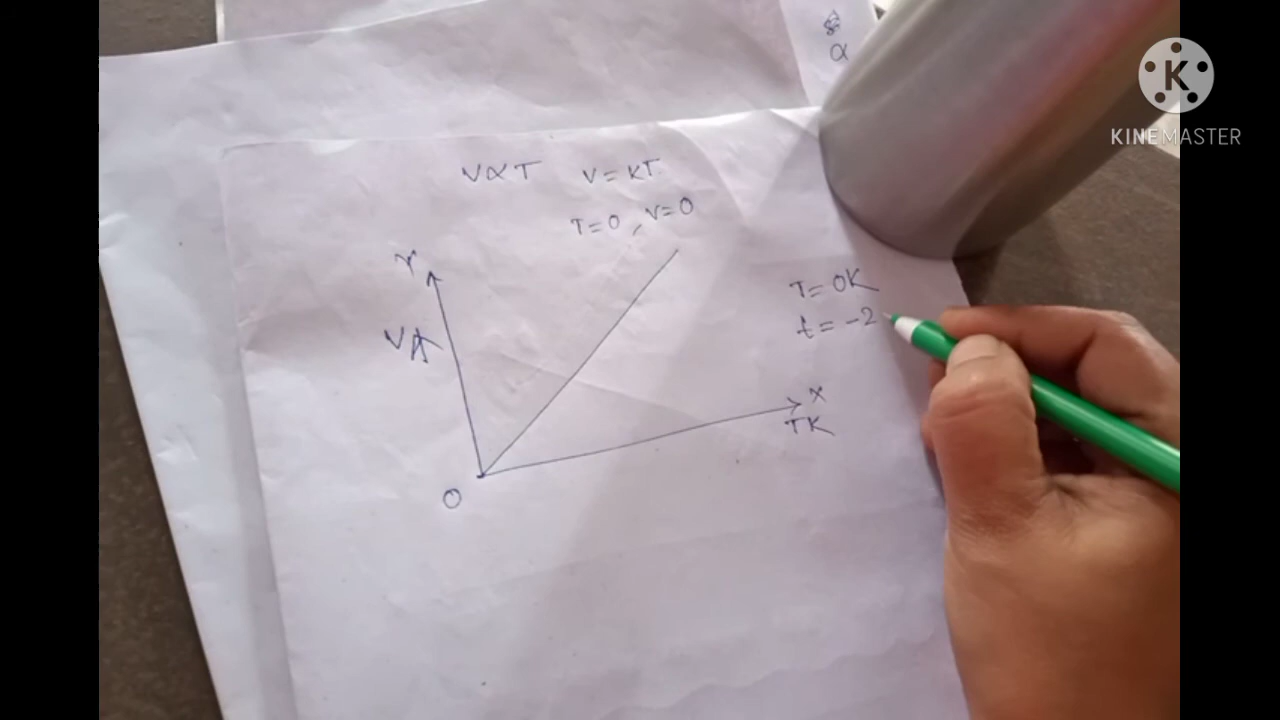 α
KINEMASTER
V∝T V=KT
T=0, V=0
Y
V
T=0K
t=-2
X
TK
O